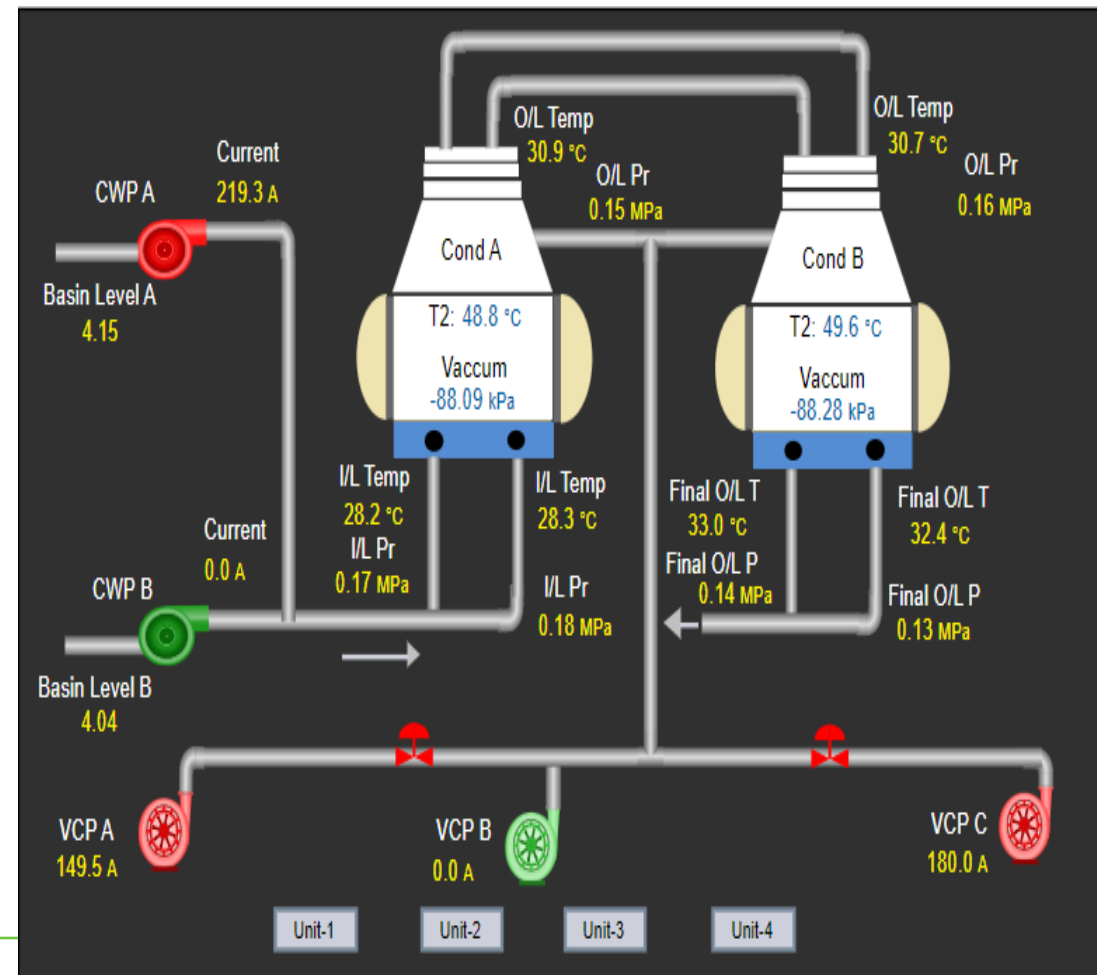 O/L Temp
30.9 °C
O/L Temp
30.7 °C
O/L Pr
0.15 MPa
O/L Pr
0.16 MPa
Current
219.3 A
CWP A
Basin Level A
4.15
Cond A
T2: 48.8 °C
Vaccum
-88.09 kPa
Cond B
T2: 49.6 °C
Vaccum
-88.28 kPa
I/L Temp
28.2 °C
I/L Pr
0.17 MPa
I/L Temp
28.3 °C
I/L Pr
0.18 MPa
Final O/L T
33.0 °C
Final O/L P
0.14 MPa
Final O/L T
32.4 °C
Final O/L P
0.13 MPa
Current
0.0 A
CWP B
Basin Level B
4.04
VCP A
149.5 A
VCP B
0.0 A
VCP C
180.0 A
Unit-1
Unit-2
Unit-3
Unit-4